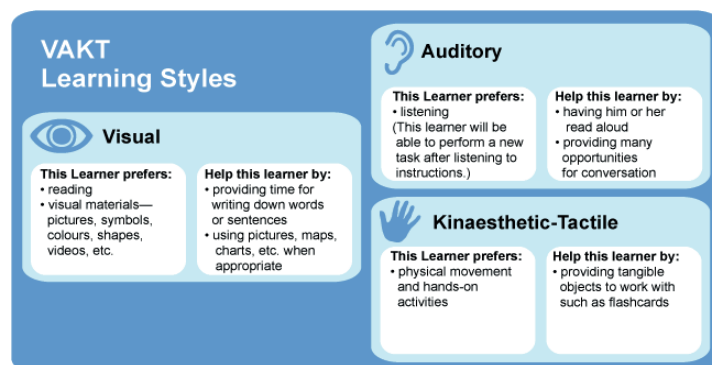 VAKT
Learning Styles
Visual
This Learner prefers:
• reading
• visual materials—
pictures, symbols,
colours, shapes,
videos, etc.
Help this learner by:
• providing time for
writing down words
or sentences
• using pictures, maps,
charts, etc. when
appropriate
Auditory
This Learner prefers:
• listening
(This learner will be
able to perform a new
task after listening to
instructions.)
Help this learner by:
• having him or her
read aloud
• providing many
opportunities
for conversation
Kinaesthetic-Tactile
This Learner prefers:
• physical movement
and hands-on
activities
Help this learner by:
• providing tangible
objects to work with
such as flashcards